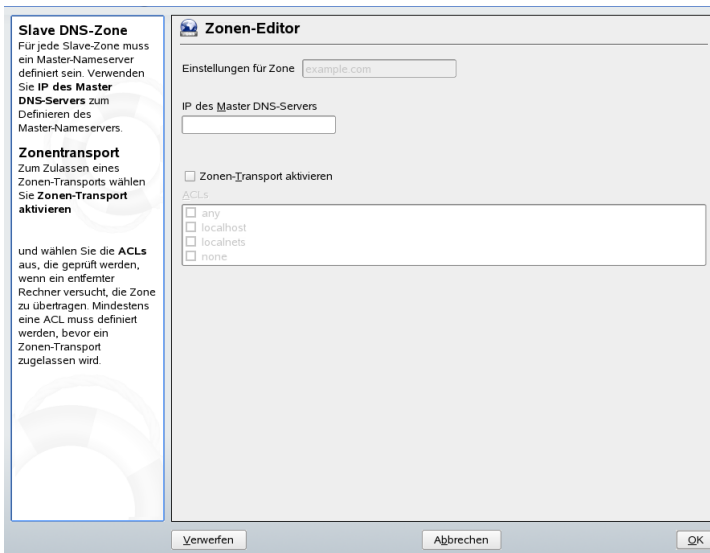 Slave DNS-Zone
Für jede Slave-Zone muss
ein Master-Nameserver
definiert sein. Verwenden
Sie IP des Master
DNS-Servers zum
Definieren des
Master-Nameservers.
Zonentransport
Zum Zulassen eines
Zonen-Transports wählen
Sie Zonen-Transport
aktivieren
und wählen Sie die ACLs
aus, die geprüft werden,
wenn ein entfernter
Rechner versucht, die Zone
zu übertragen. Mindestens
eine ACL muss definiert
werden, bevor ein
Zonen-Transport
zugelassen wird.
Zonen-Editor
Einstellungen für Zone example.com
IP des Master DNS-Servers
Zonen-Transport aktivieren
ACLs
any
localhost
localnets
none
Verwerfen Abbrechen OK